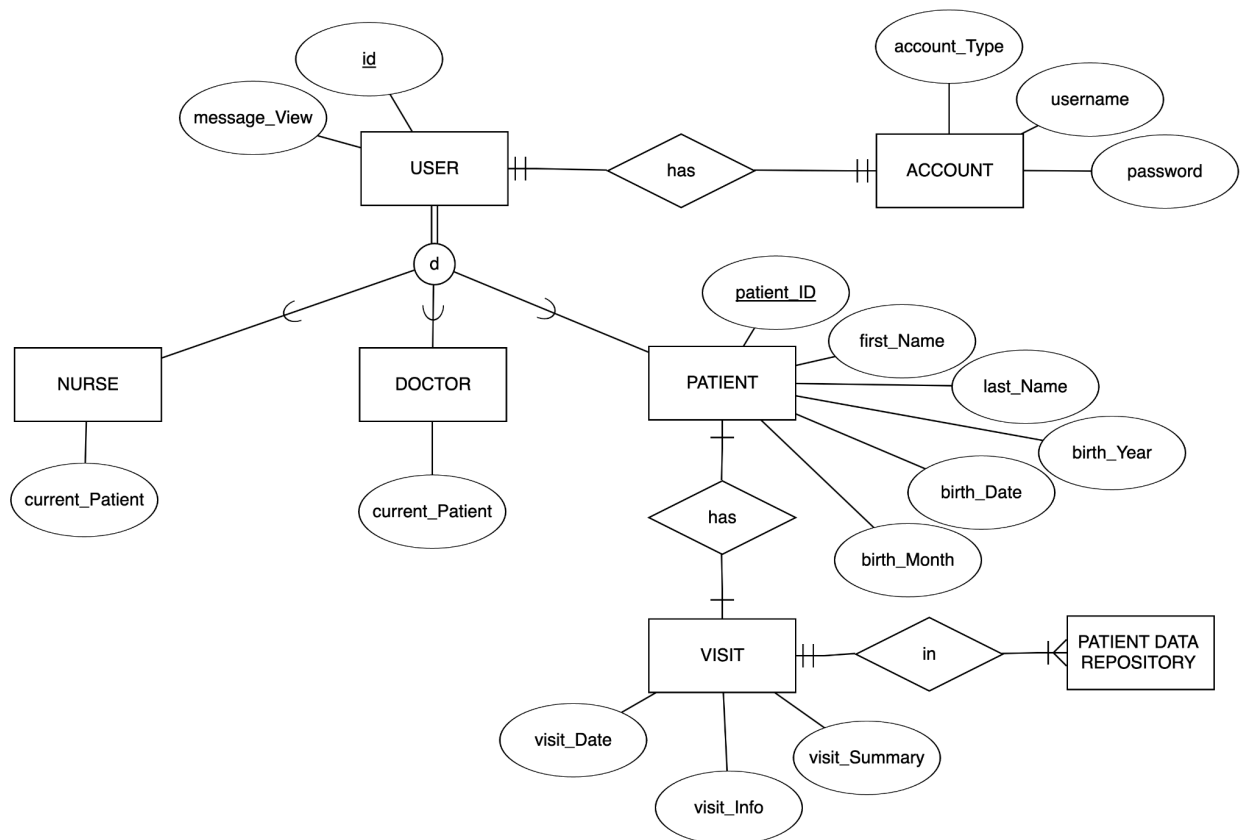 id
account_Type
message_View
username
USER
has
ACCOUNT
password
d
patient_ID
first_Name
NURSE
DOCTOR
PATIENT
last_Name
birth_Year
current_Patient
current_Patient
birth_Date
has
birth_Month
VISIT
in
PATIENT DATA
REPOSITORY
visit_Date
visit_Summary
visit_Info